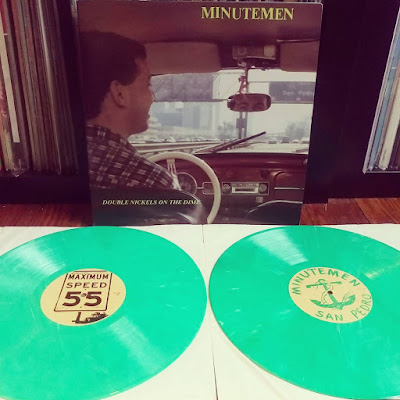 MINUTEMEN
DOUBLE NICKELS ON THE DIME
MAXIMUM
SPEED
55
MINUTEMEN
SAN PEDRO